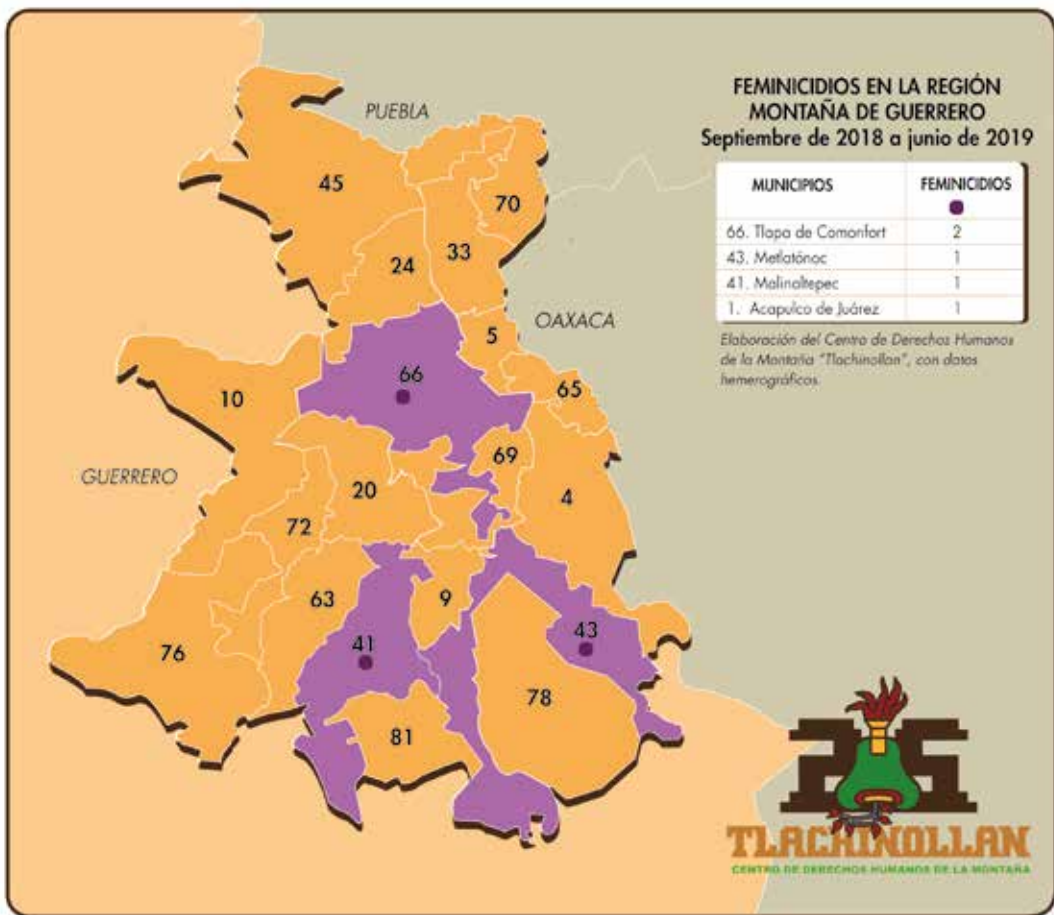 FEMINICIDIOS EN LA REGIÓN
MONTAÑA DE GUERRERO
Septiembre de 2018 a junio de 2019
MUNICIPIOS FEMINICIDIOS
66. Tlapa de Comonfort 2
43. Metlatónoc 1
41. Malinaltepec 1
1. Acapulco de Juárez 1
Elaboración del Centro de Derechos Humanos
de la Montaña "Tlachinollan", con datos
hemerográficos.
PUEBLA
45
70
33
24
OAXACA
5
66
65
10
69
GUERRERO
20
4
72
63
9
43
41
76
78
81
25
TLACHINOLLAN
CENTRO DE DERECHOS HUMANOS DE LA MONTAÑA